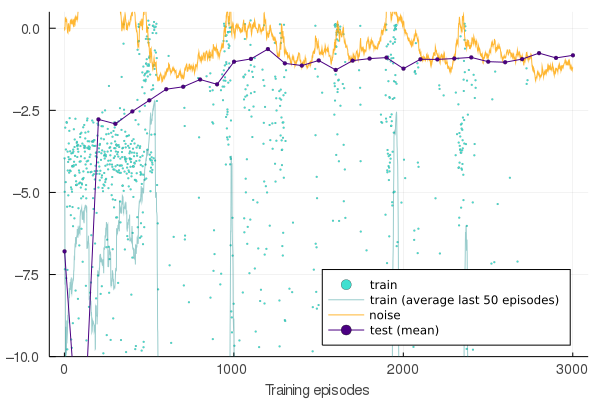 0.0
−2.5
−5.0
−7.5
−10.0
0
1000
2000
3000
Training episodes
train
train (average last 50 episodes)
noise
test (mean)